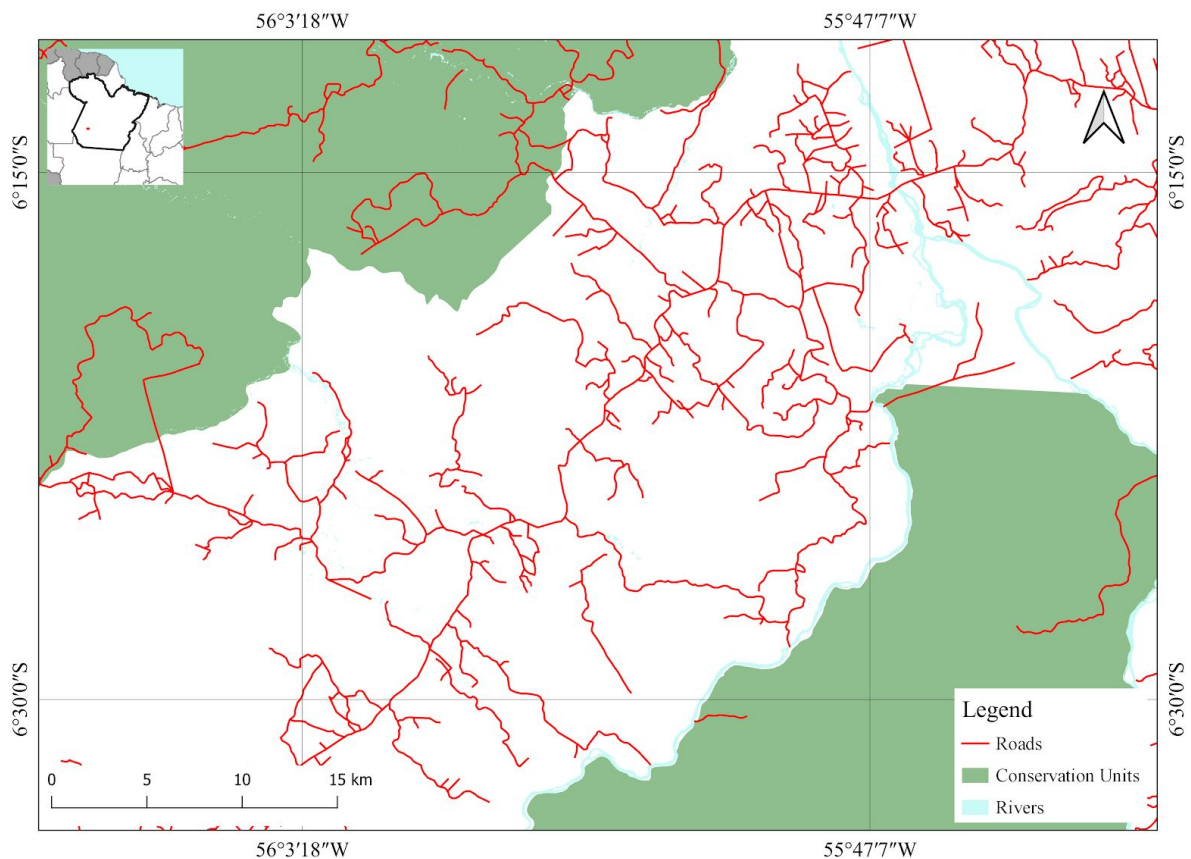 56°3′18″W 55°47′7″W
6°15′0″S 6°15′0″S
6°30′0″S 6°30′0″S
Legend
Roads
Conservation Units
Rivers
0 5 10 15 km
56°3′18″W 55°47′7″W